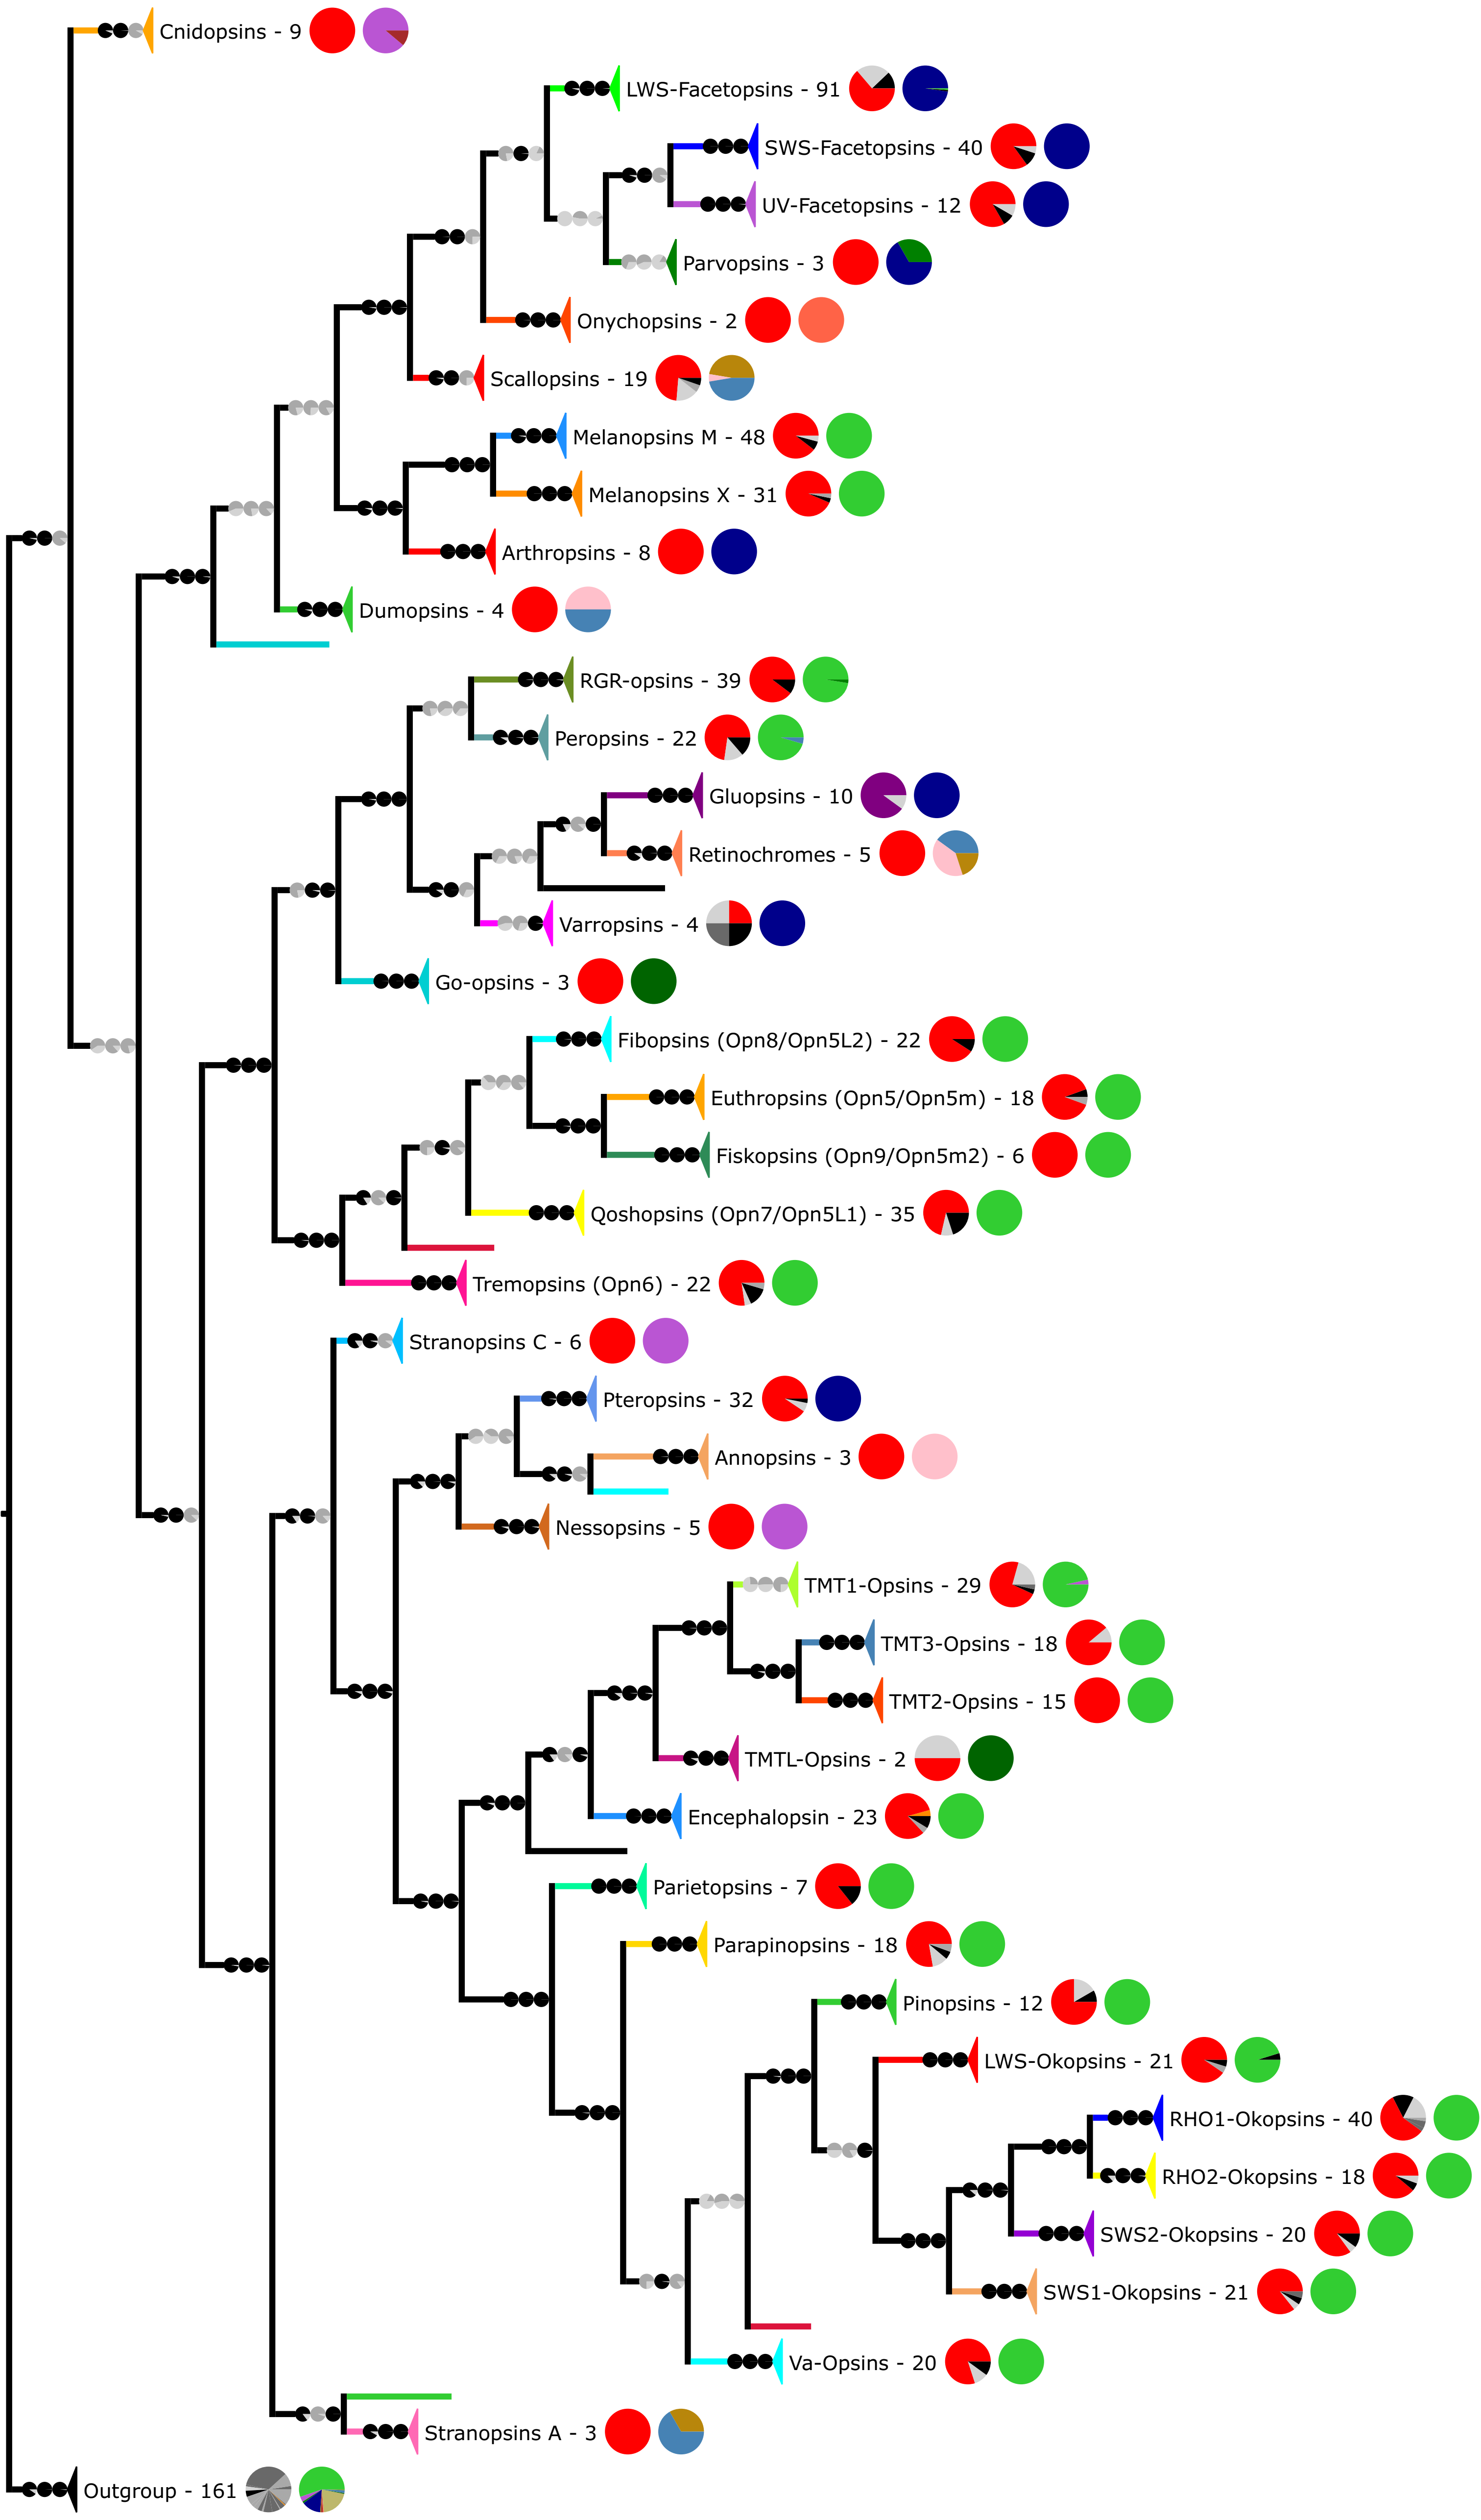 Cnidopsins - 9
LWS-Facetopsins - 91
SWS-Facetopsins - 40
UV-Facetopsins - 12
Parvopsins - 3
Onychopsins - 2
Scallopsins - 19
Melanopsins M - 48
Melanopsins X - 31
Arthropsins - 8
Dumopsins - 4
RGR-opsins - 39
Peropsins - 22
Gluopsins - 10
Retinochromes - 5
Varropsins - 4
Go-opsins - 3
Fibopsins (Opn8/Opn5L2) - 22
Euthropsins (Opn5/Opn5m) - 18
Fiskopsins (Opn9/Opn5m2) - 6
Qoshopsins (Opn7/Opn5L1) - 35
Tremopsins (Opn6) - 22
Stranopsins C - 6
Pteropsins - 32
Annopsins - 3
Nessopsins - 5
TMT1-Opsins - 29
TMT3-Opsins - 18
TMT2-Opsins - 15
TMTL-Opsins - 2
Encephalopsin - 23
Parietopsins - 7
Parapinopsins - 18
Pinopsins - 12
LWS-Okopsins - 21
RHO1-Okopsins - 40
RHO2-Okopsins - 18
SWS2-Okopsins - 20
SWS1-Okopsins - 21
Va-Opsins - 20
Stranopsins A - 3
Outgroup - 161